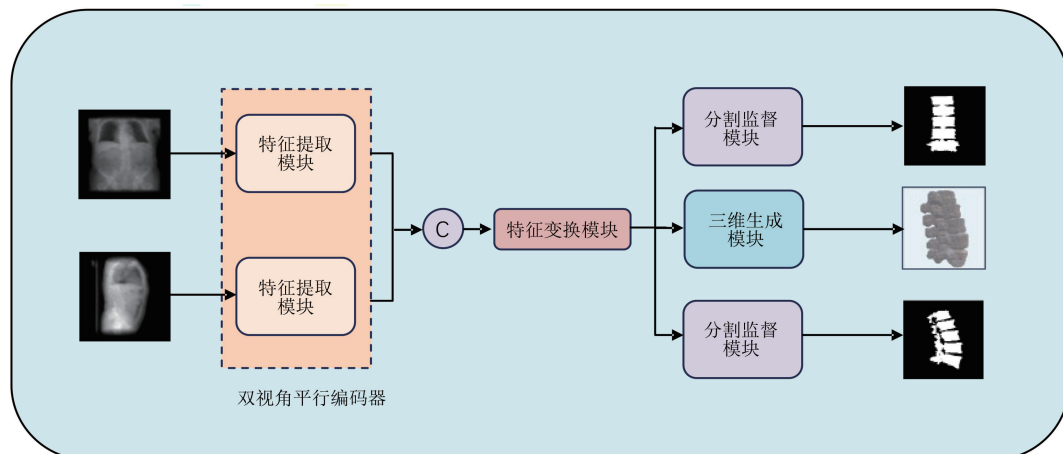 特征提取
模块
特征提取
模块
双视角平行编码器
C
特征变换模块
分割监督
模块
三维生成
模块
分割监督
模块